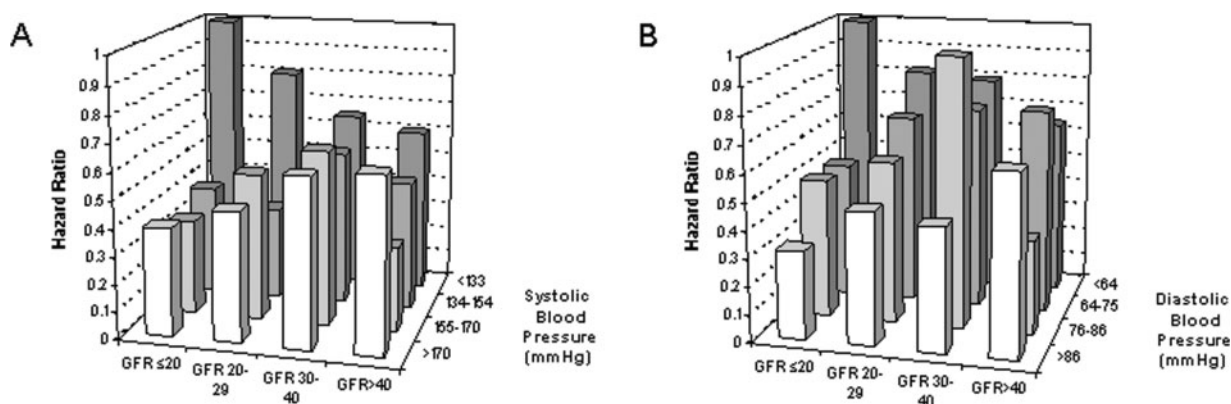 A
Hazard Ratio
1
0.9
0.8
0.7
0.6
0.5
0.4
0.3
0.2
0.1
0
GFR ≤20
GFR 20-
29
GFR 30-
40
GFR>40
<133
134-154
155-170
>170
Systolic
Blood
Pressure
(mmHg)
B
Hazard Ratio
1
0.9
0.8
0.7
0.6
0.5
0.4
0.3
0.2
0.1
0
GFR ≤20
GFR 20-
29
GFR 30-
40
GFR>40
<64
64-75
76-86
>86
Diastolic
Blood
Pressure
(mmHg)